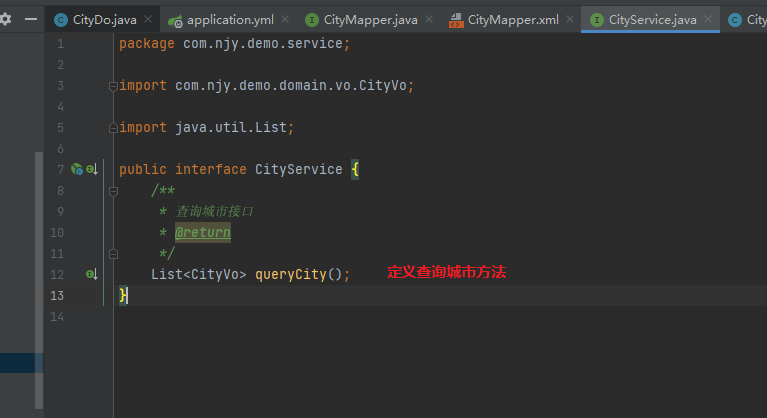 CityDo.java
application.yml
CityMapper.java
CityMapper.xml
CityService.java
1 package com.njy.demo.service;
2
3 import com.njy.demo.domain.vo.CityVo;
4
5 import java.util.List;
6
7 public interface CityService {
8 /**
9 * 查询城市接口
10 * @return
11 */
12 List<CityVo> queryCity(); 定义查询城市方法
13 }
14